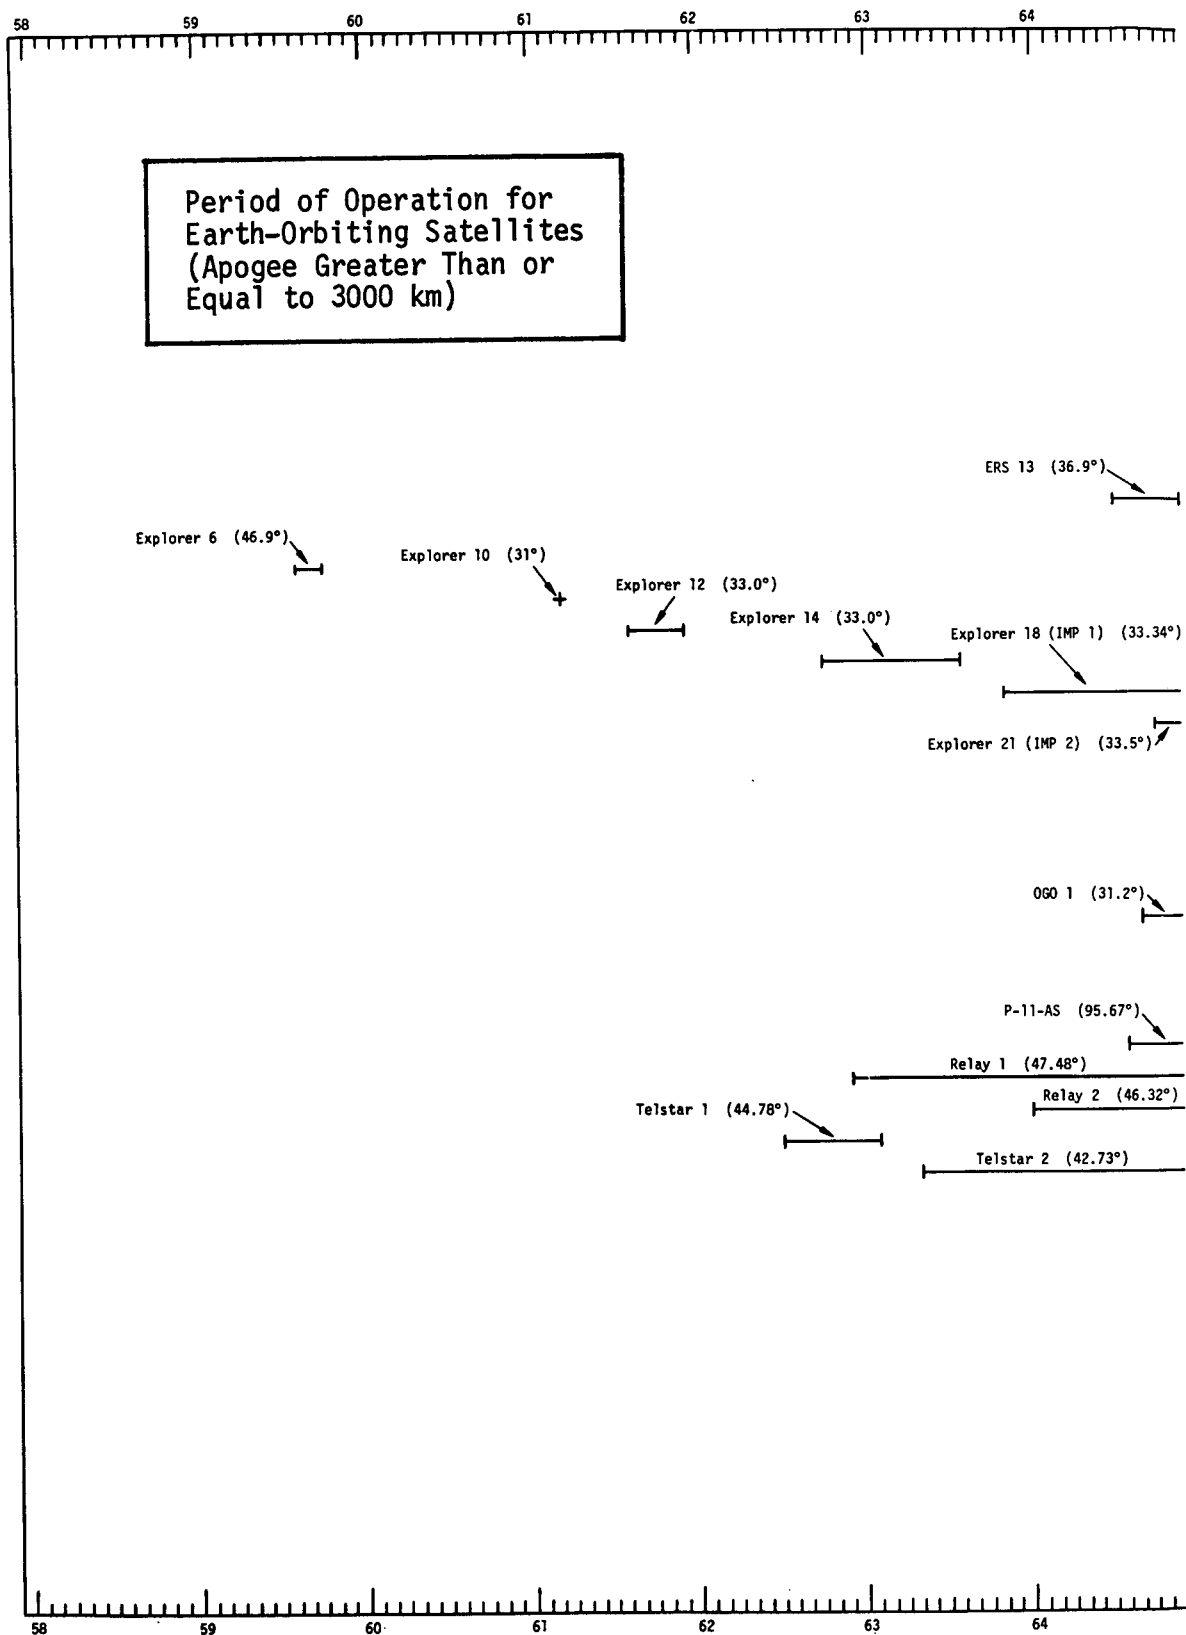 58 59 60 61 62 63 64
Period of Operation for
Earth-Orbiting Satellites
(Apogee Greater Than or
Equal to 3000 km)
ERS 13 (36.9°)
Explorer 6 (46.9°)
Explorer 10 (31°)
Explorer 12 (33.0°)
Explorer 14 (33.0°)
Explorer 18 (IMP 1) (33.34°)
Explorer 21 (IMP 2) (33.5°)
OGO 1 (31.2°)
P-11-AS (95.67°)
Relay 1 (47.48°)
Relay 2 (46.32°)
Telstar 1 (44.78°)
Telstar 2 (42.73°)
58 59 60 61 62 63 64